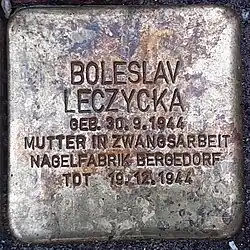 BOLESLAV
LECZYCKA
GEB. 30.9.1944
MUTTER IN ZWANGSARBEIT
NAGELFABRIK BERGEDORF
TOT 19.12.1944